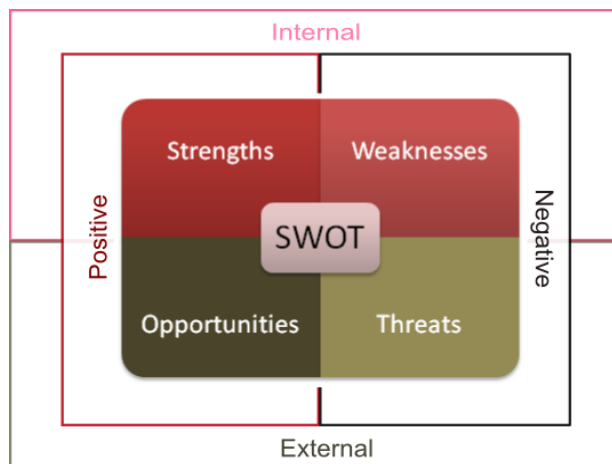 Internal
Strengths
Weaknesses
Positive
SWOT
Negative
Opportunities
Threats
External